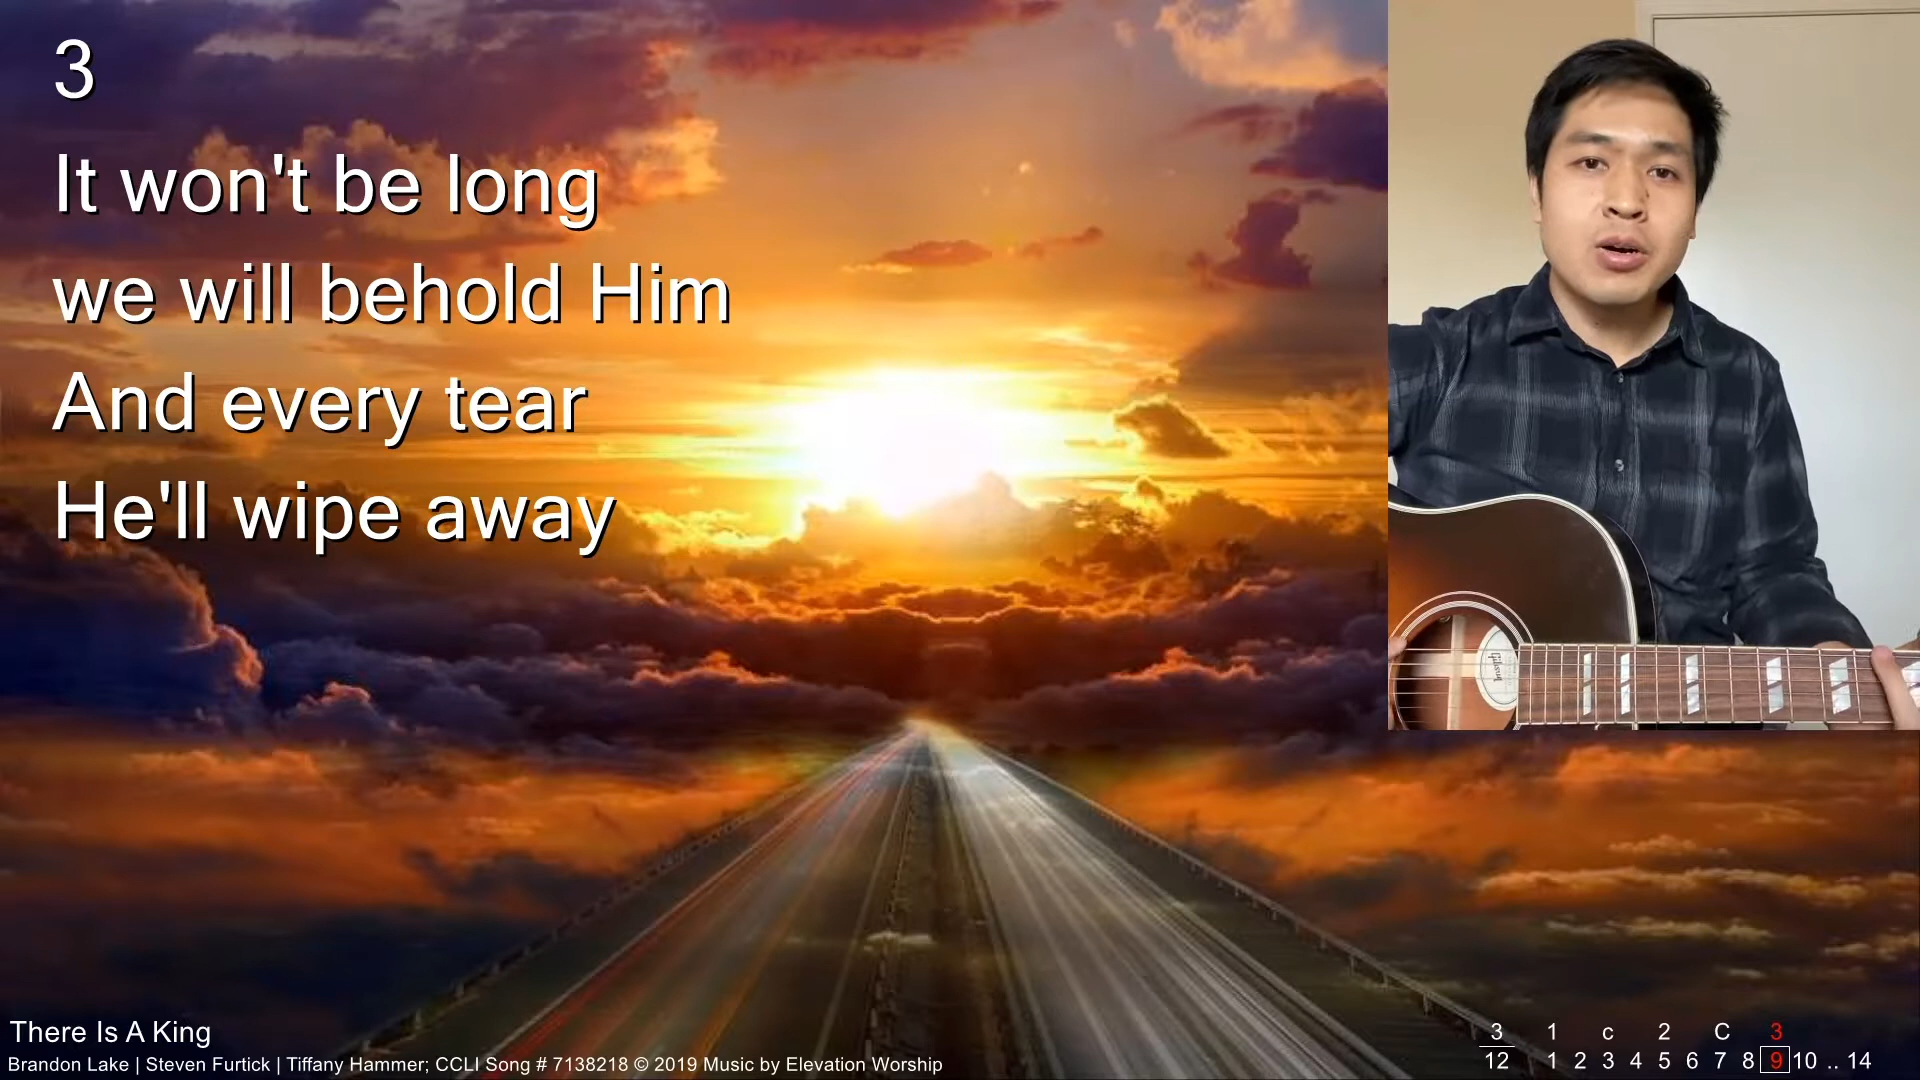 3
It won't be long
we will behold Him
And every tear
He'll wipe away
There Is A King
Brandon Lake | Steven Furtick | Tiffany Hammer; CCLI Song # 7138218 © 2019 Music by Elevation Worship
3 1 c 2 C 3
12 1 2 3 4 5 6 7 8 9 10 .. 14
Gibson